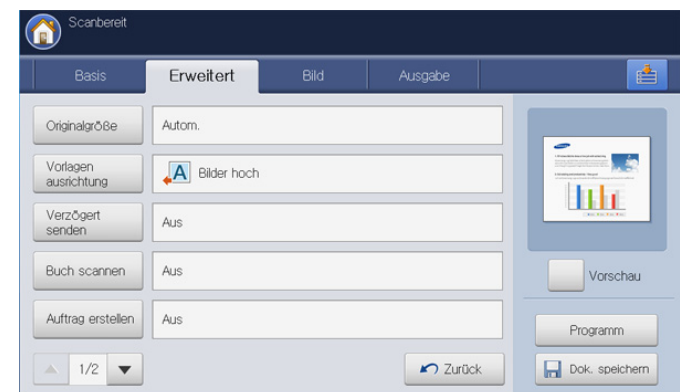 Scanbereit
Basis
Erweitert
Bild
Ausgabe
Originalgröße
Autom.
Vorlagen
ausrichtung
A
Bilder hoch
Verzögert
senden
Aus
Buch scannen
Aus
Vorschau
Auftrag erstellen
Aus
Programm
1/2
Zurück
Dok. speichern